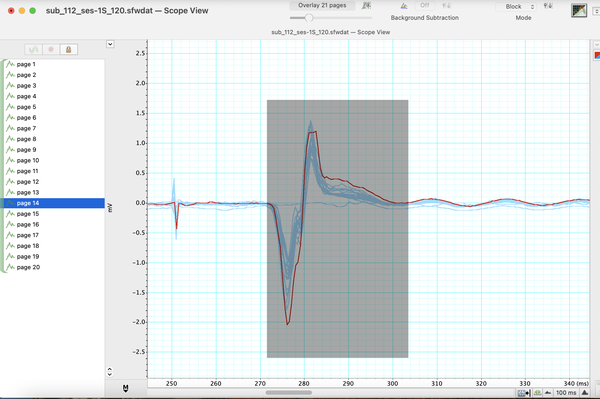 sub_112_ses-1S_120.sfwdat — Scope View
Overlay 21 pages
Off
Block
Background Subtraction
Mode
sub_112_ses-1S_120.sfwdat — Scope View
page 1
page 2
page 3
page 4
page 5
page 6
page 7
page 8
page 9
page 10
page 11
page 12
page 13
page 14
page 15
page 16
page 17
page 18
page 19
page 20
2.5
2.0
1.5
1.0
0.5
0.0
-0.5
-1.0
-1.5
-2.0
-2.5
mV
M
250 260 270 280 290 300 310 320 330 340 (ms)
100 ms